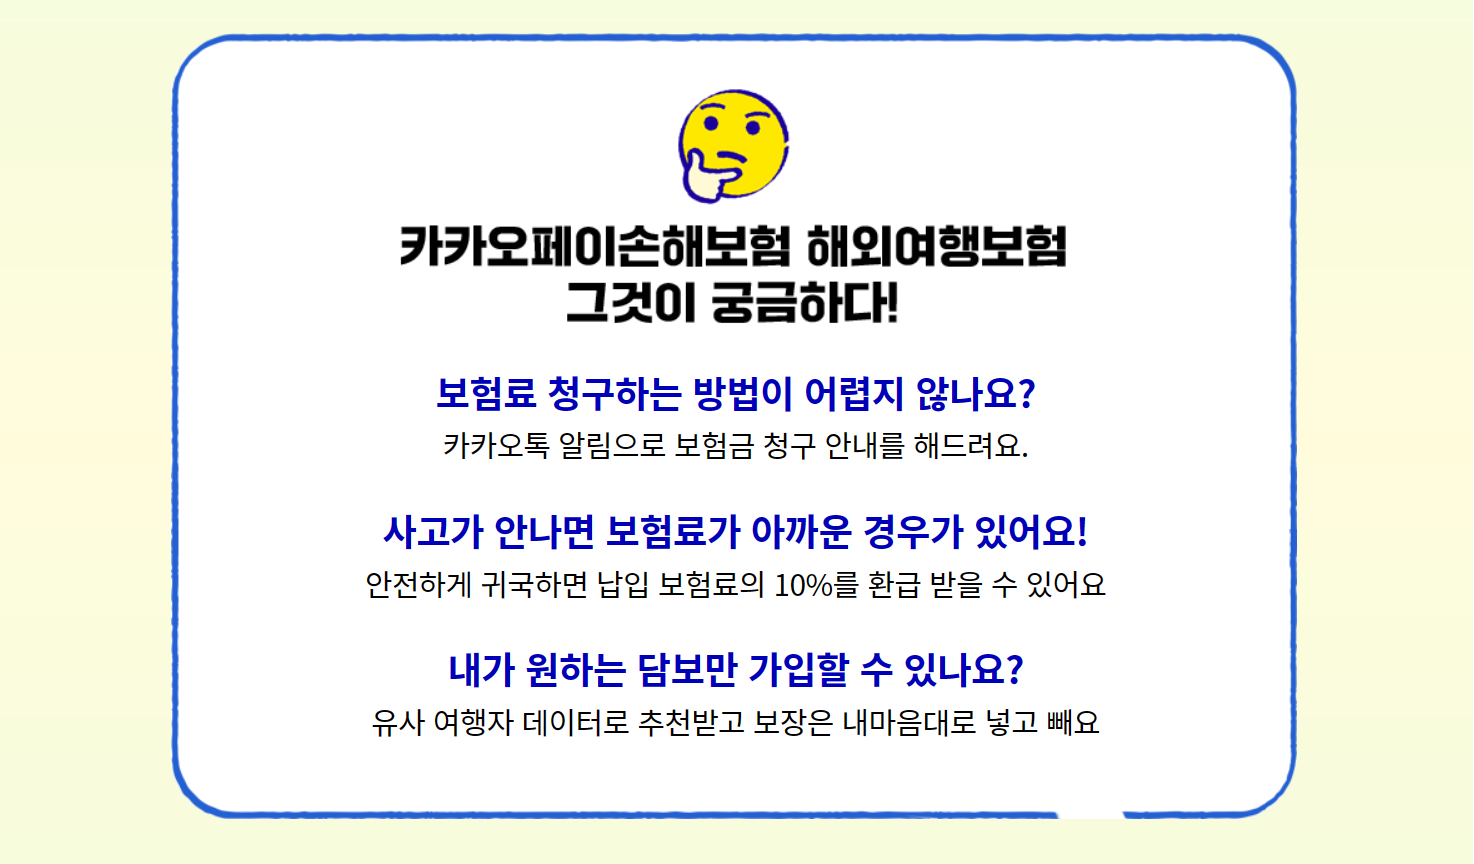 카카오페이손해보험 해외여행보험
그것이 궁금하다!
보험료 청구하는 방법이 어렵지 않나요?
카카오톡 알림으로 보험금 청구 안내를 해드려요.
사고가 안나면 보험료가 아까운 경우가 있어요!
안전하게 귀국하면 납입 보험료의 10%를 환급 받을 수 있어요
내가 원하는 담보만 가입할 수 있나요?
유사 여행자 데이터로 추천받고 보장은 내마음대로 넣고 빼요